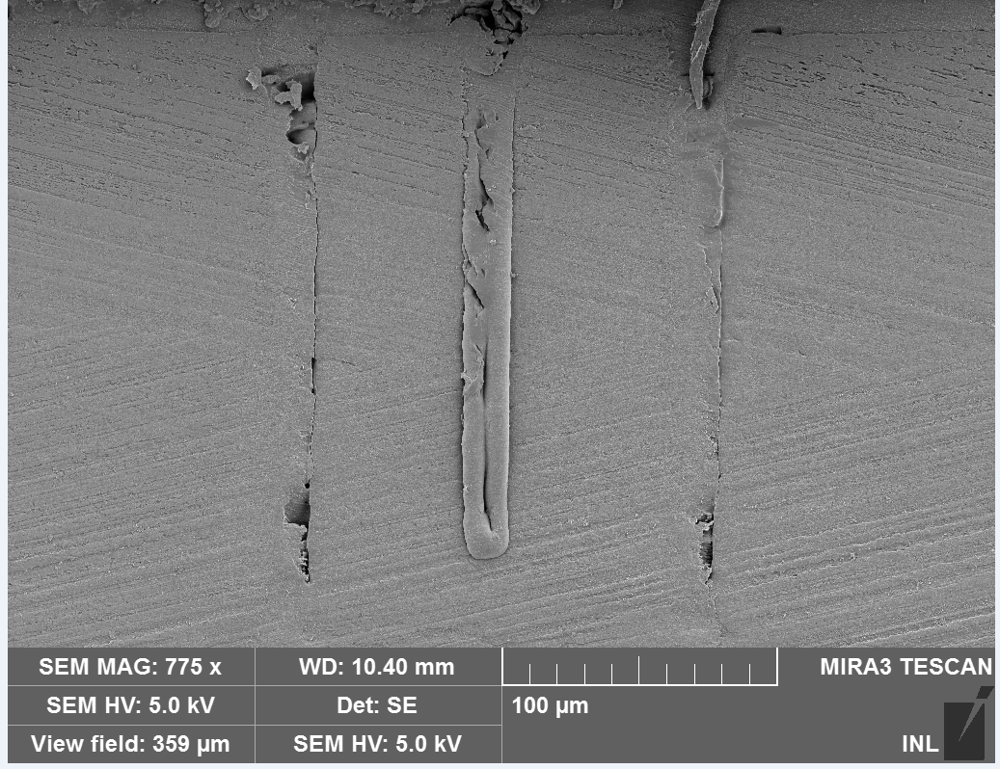 SEM MAG: 775 x
WD: 10.40 mm
MIRA3 TESCAN
SEM HV: 5.0 kV
Det: SE
100 µm
View field: 359 µm
SEM HV: 5.0 kV
INL